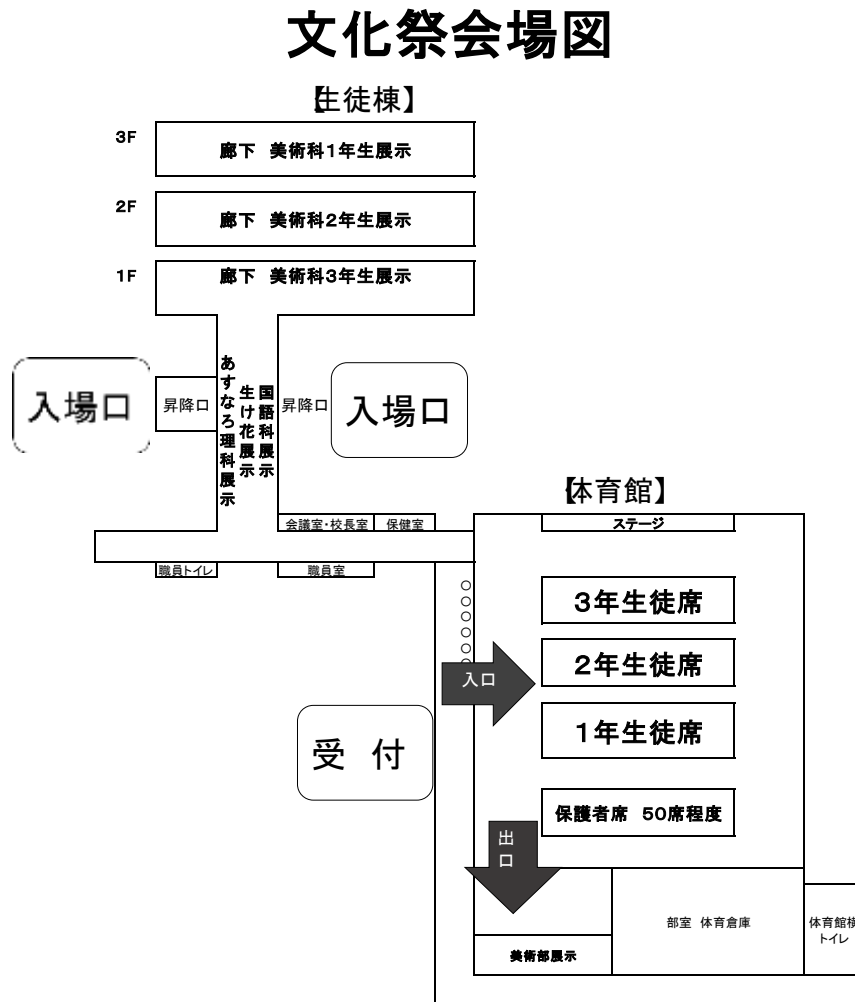 文化祭会場図
【生徒棟】
3F
廊下 美術科1年生展示
2F
廊下 美術科2年生展示
1F
廊下 美術科3年生展示
入場口
昇降口
あすなろ理科展示
生け花展示
国語科展示
昇降口
入場口
【体育館】
会議室・校長室
保健室
ステージ
職員トイレ
職員室
3年生徒席
2年生徒席
入口
1年生徒席
受 付
保護者席 50席程度
出
口
部室 体育倉庫
体育館横
トイレ
美術部展示